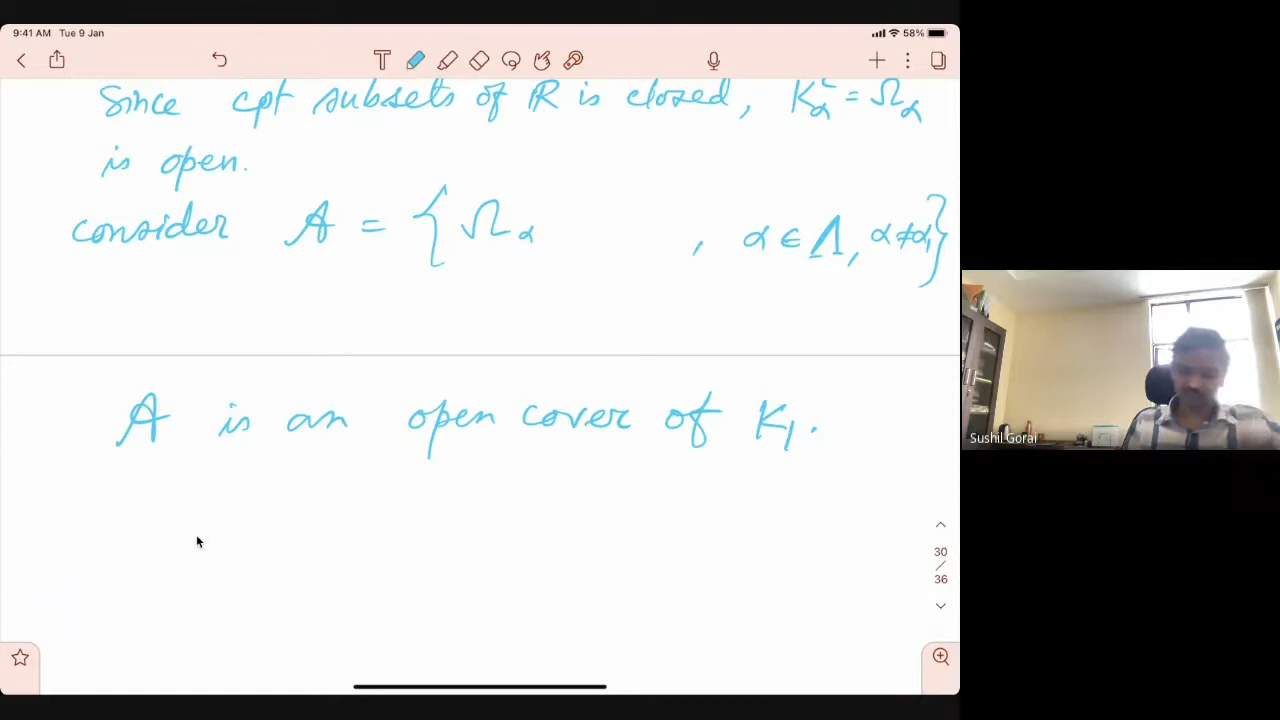 9:41 AM Tue 9 Jan
58%
Since cpt subsets of ℝ is closed, K_α^c = Ω_α
is open.
consider A = { Ω_α , α ∈ Λ, α ≠ α_1 }
A is an open cover of K_1.
30
/
36
Sushil Gorai